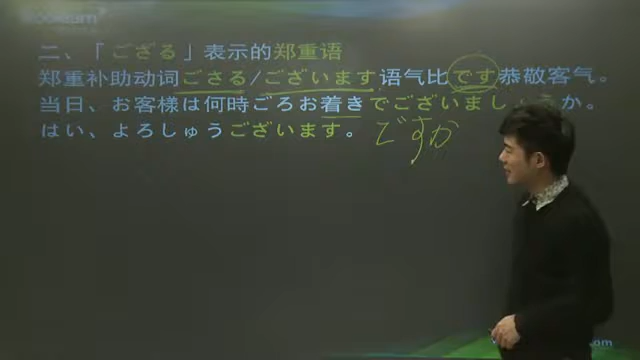 二、「ござる」表示的郑重语
郑重补助动词ごさる/ございます语气比です恭敬客气。
当日、お客様は何時ごろお着きでございましょうか。
はい、よろしゅうございます。
ですか
.com